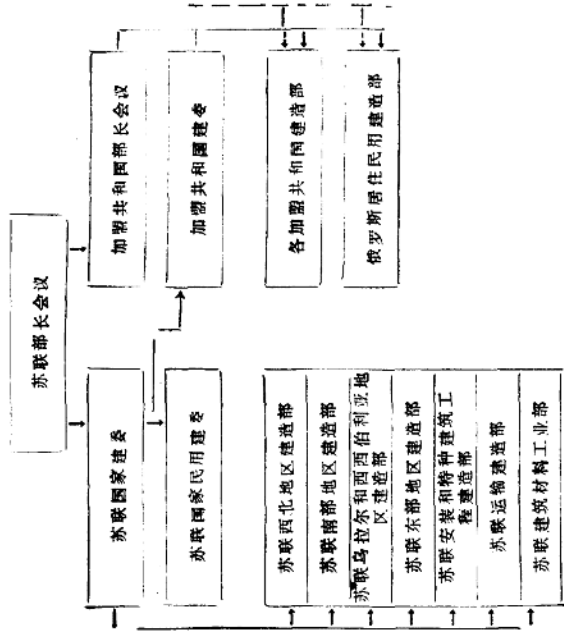 苏联部长会议
苏联国家建委
加盟共和国部长会议
苏联国家民用建委
加盟共和国建委
苏联西北地区建造部
苏联南部地区建造部
苏联乌拉尔和西西伯利亚地
区建造部
苏联东部地区建造部
苏联安装和特种建筑工
程建造部
苏联运输建造部
苏联建筑材料工业部
各加盟共和国建造部
俄罗斯居住民用建造部